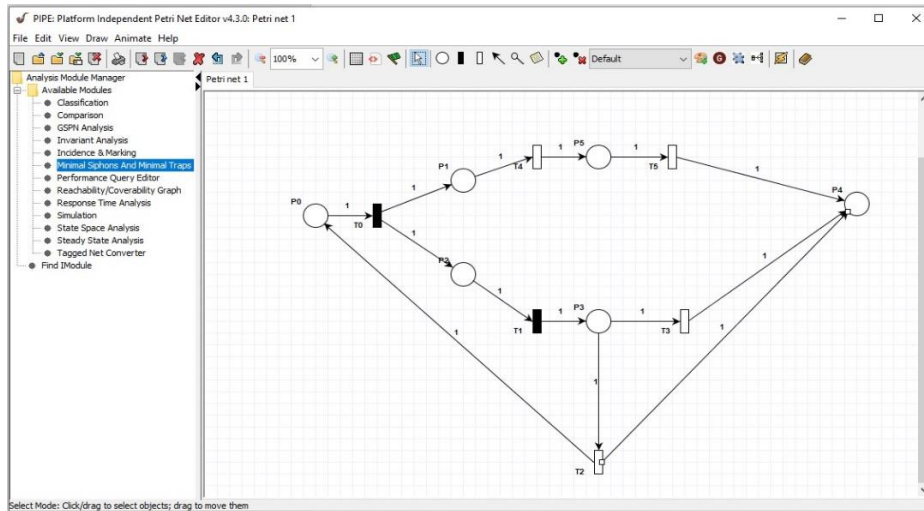 PIPE: Platform Independent Petri Net Editor v4.3.0: Petri net 1
File Edit View Draw Animate Help
100%
Default
Analysis Module Manager
Available Modules
Classification
Comparison
GSPN Analysis
Invariant Analysis
Incidence & Marking
Minimal Siphons And Minimal Traps
Performance Query Editor
Reachability/Coverability Graph
Response Time Analysis
Simulation
State Space Analysis
Steady State Analysis
Tagged Net Converter
Find IModule
Petri net 1
P5
1 1 1
T4 T5
P1
1
P4
1
P0
1
T0
1
P2
1
1
P3
1 1
T1 T3
1
1
1
1
T2
Select Mode: Click/drag to select objects; drag to move them